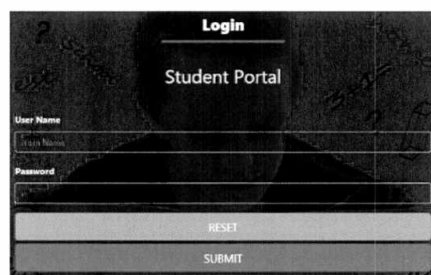 Login
Student Portal
User Name
Password
RESET
SUBMIT